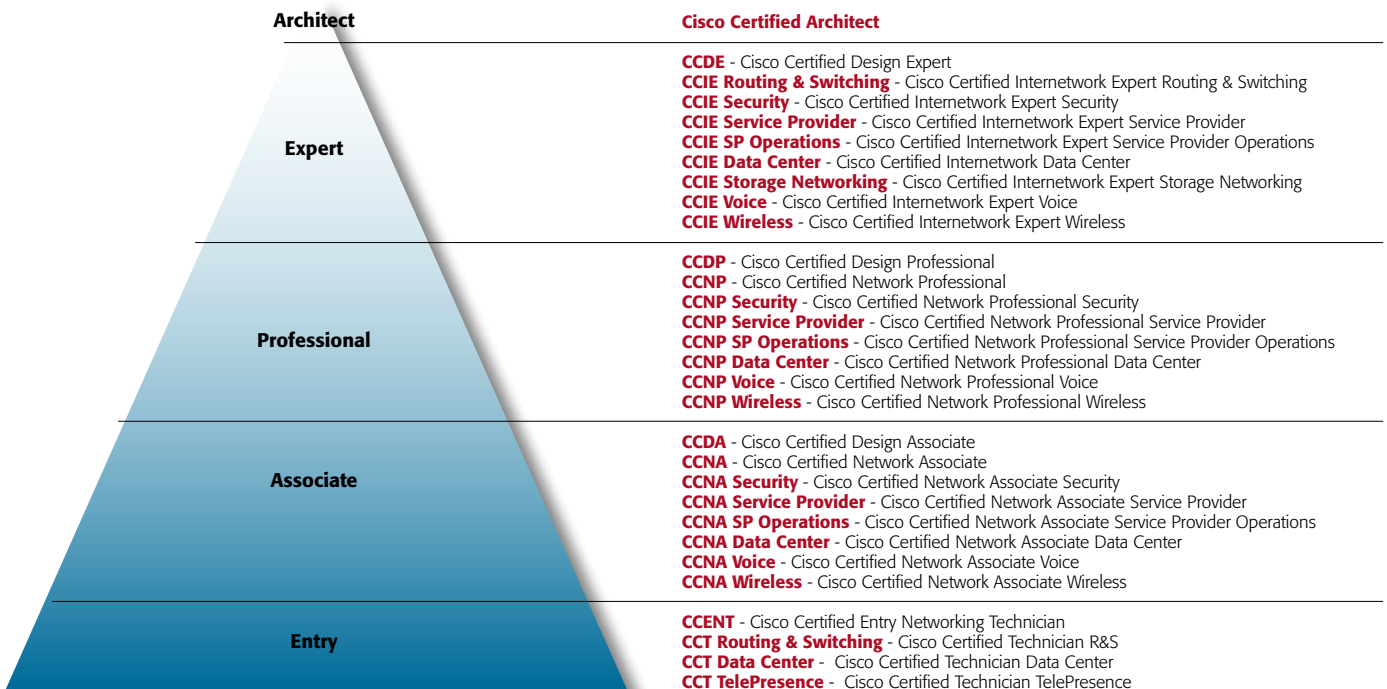 Architect
Cisco Certified Architect
Expert
CCDE - Cisco Certified Design Expert
CCIE Routing & Switching - Cisco Certified Internetwork Expert Routing & Switching
CCIE Security - Cisco Certified Internetwork Expert Security
CCIE Service Provider - Cisco Certified Internetwork Expert Service Provider
CCIE SP Operations - Cisco Certified Internetwork Expert Service Provider Operations
CCIE Data Center - Cisco Certified Internetwork Data Center
CCIE Storage Networking - Cisco Certified Internetwork Expert Storage Networking
CCIE Voice - Cisco Certified Internetwork Expert Voice
CCIE Wireless - Cisco Certified Internetwork Expert Wireless
Professional
CCDP - Cisco Certified Design Professional
CCNP - Cisco Certified Network Professional
CCNP Security - Cisco Certified Network Professional Security
CCNP Service Provider - Cisco Certified Network Professional Service Provider
CCNP SP Operations - Cisco Certified Network Professional Service Provider Operations
CCNP Data Center - Cisco Certified Network Professional Data Center
CCNP Voice - Cisco Certified Network Professional Voice
CCNP Wireless - Cisco Certified Network Professional Wireless
Associate
CCDA - Cisco Certified Design Associate
CCNA - Cisco Certified Network Associate
CCNA Security - Cisco Certified Network Associate Security
CCNA Service Provider - Cisco Certified Network Associate Service Provider
CCNA SP Operations - Cisco Certified Network Associate Service Provider Operations
CCNA Data Center - Cisco Certified Network Associate Data Center
CCNA Voice - Cisco Certified Network Associate Voice
CCNA Wireless - Cisco Certified Network Associate Wireless
Entry
CCENT - Cisco Certified Entry Networking Technician
CCT Routing & Switching - Cisco Certified Technician R&S
CCT Data Center - Cisco Certified Technician Data Center
CCT TelePresence - Cisco Certified Technician TelePresence